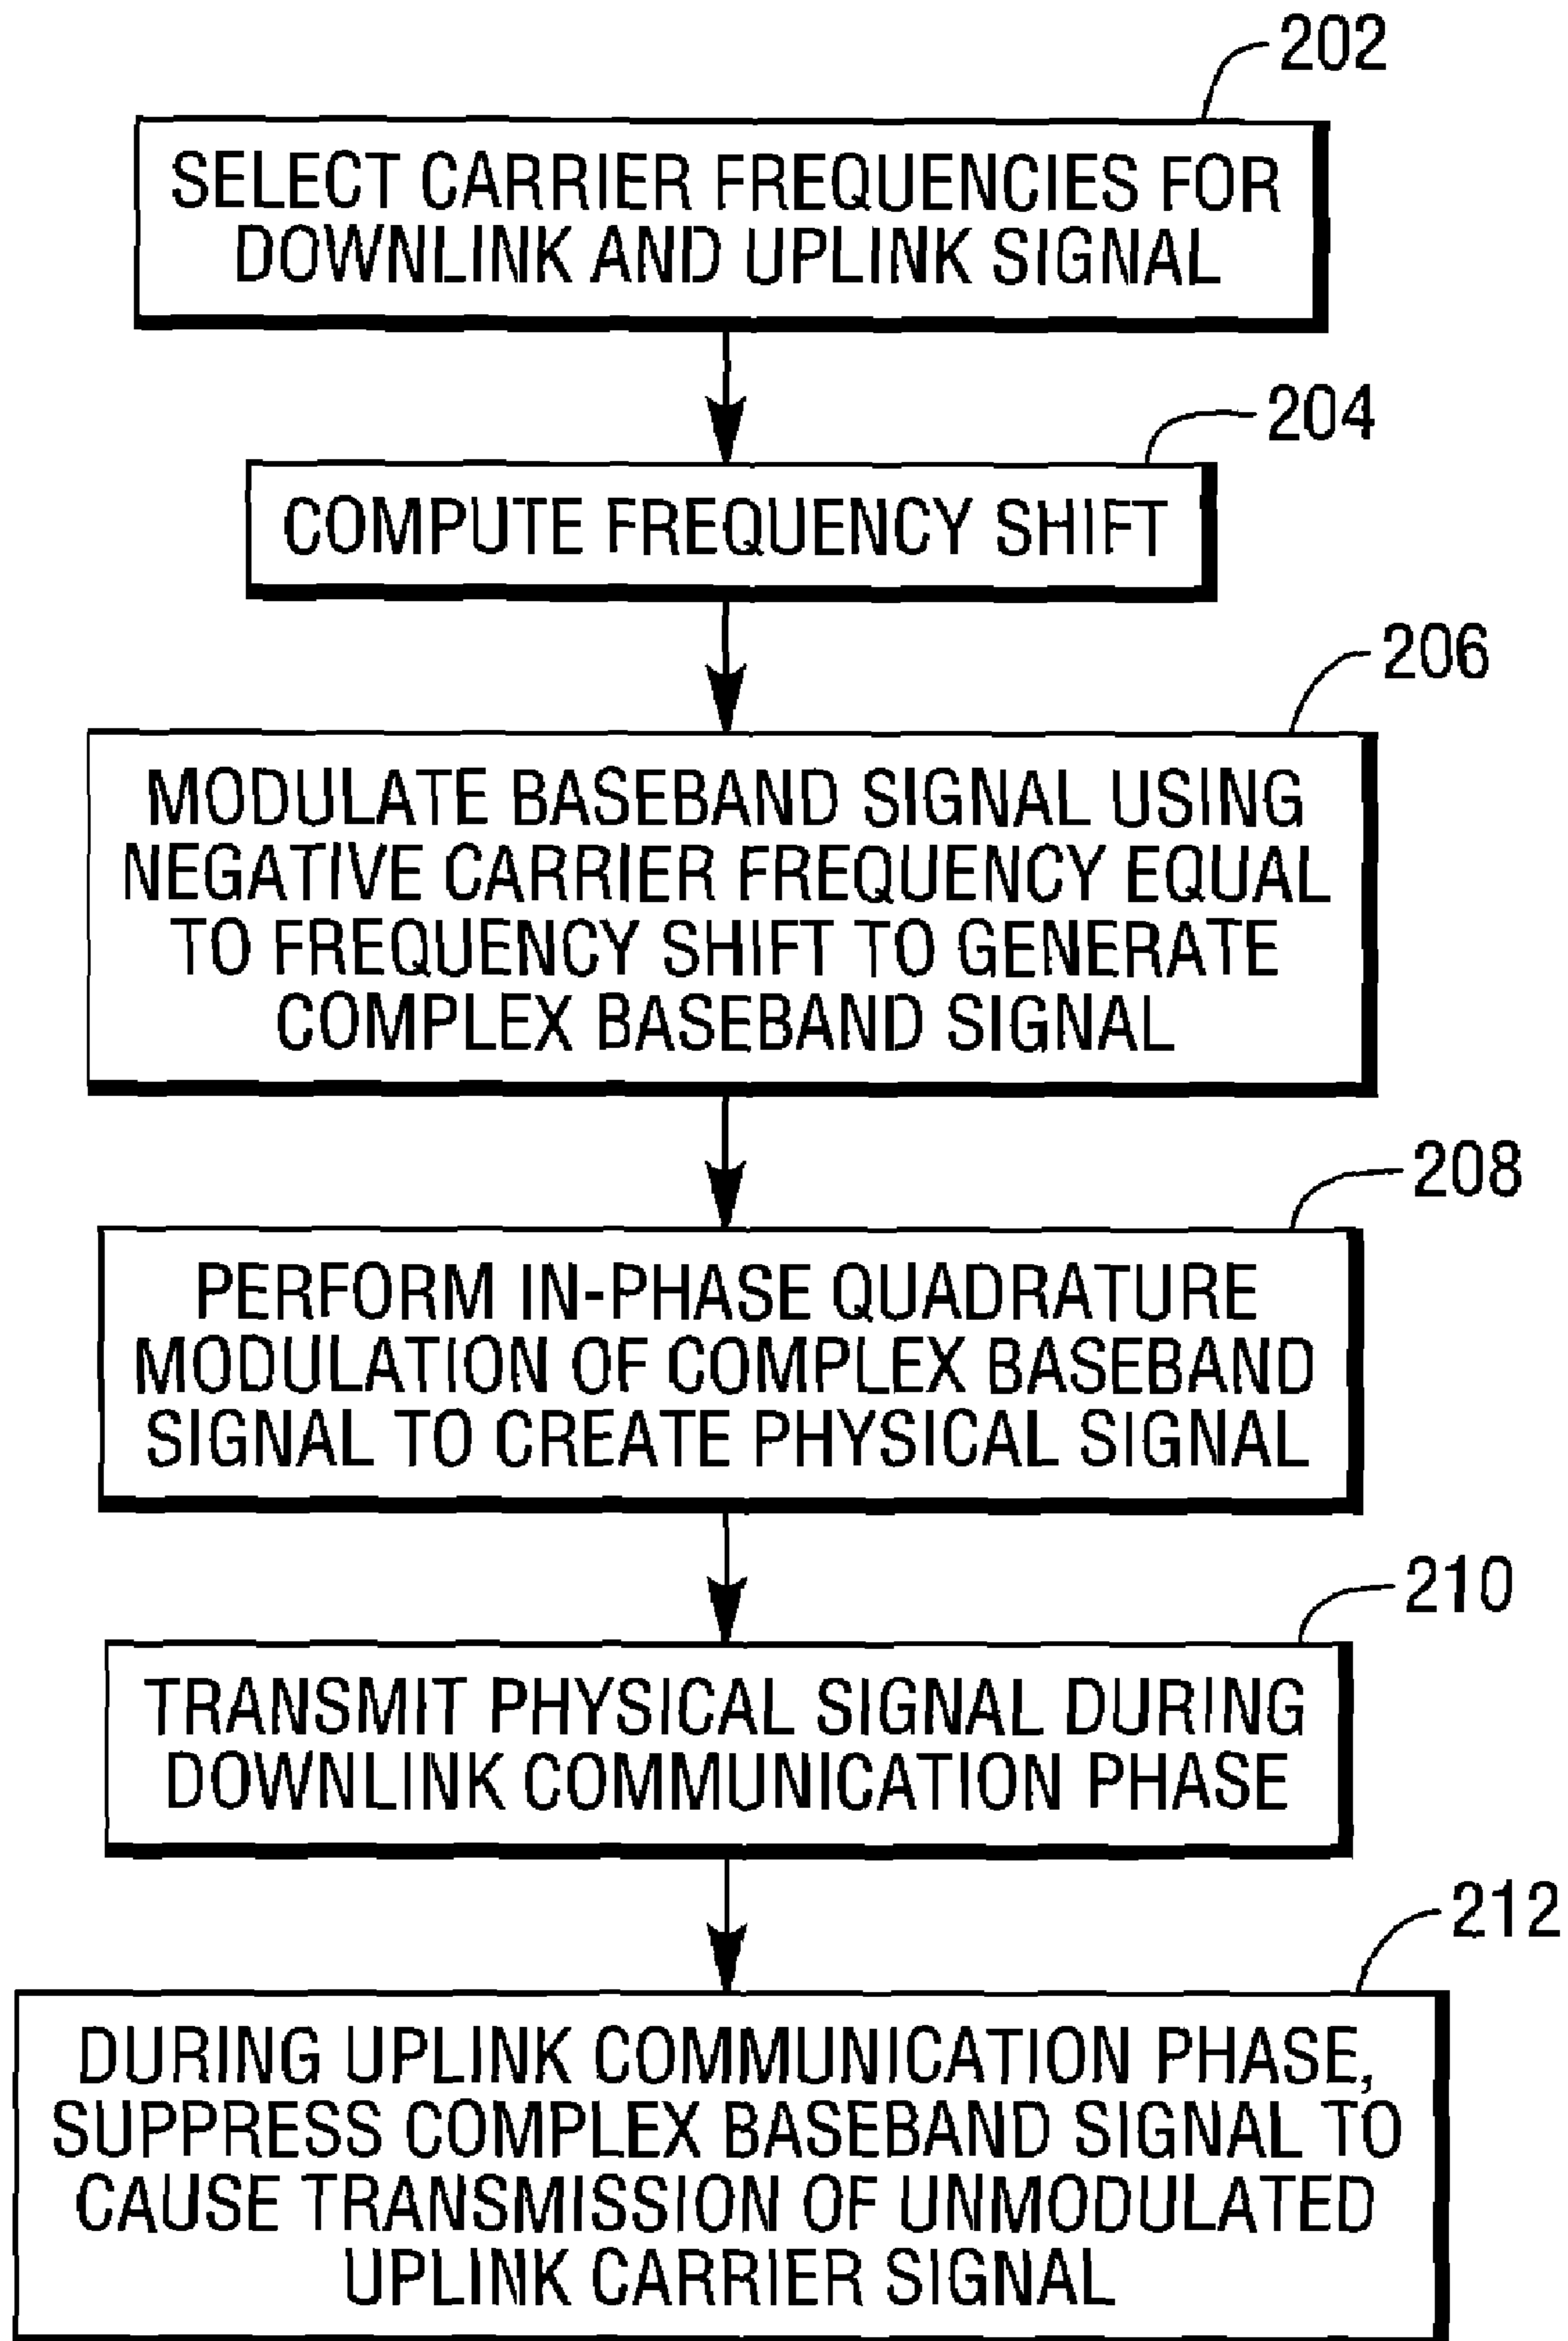 202
SELECT CARRIER FREQUENCIES FOR
DOWNLINK AND UPLINK SIGNAL
204
COMPUTE FREQUENCY SHIFT
206
MODULATE BASEBAND SIGNAL USING
NEGATIVE CARRIER FREQUENCY EQUAL
TO FREQUENCY SHIFT TO GENERATE
COMPLEX BASEBAND SIGNAL
208
PERFORM IN-PHASE QUADRATURE
MODULATION OF COMPLEX BASEBAND
SIGNAL TO CREATE PHYSICAL SIGNAL
210
TRANSMIT PHYSICAL SIGNAL DURING
DOWNLINK COMMUNICATION PHASE
212
DURING UPLINK COMMUNICATION PHASE,
SUPPRESS COMPLEX BASEBAND SIGNAL TO
CAUSE TRANSMISSION OF UNMODULATED
UPLINK CARRIER SIGNAL